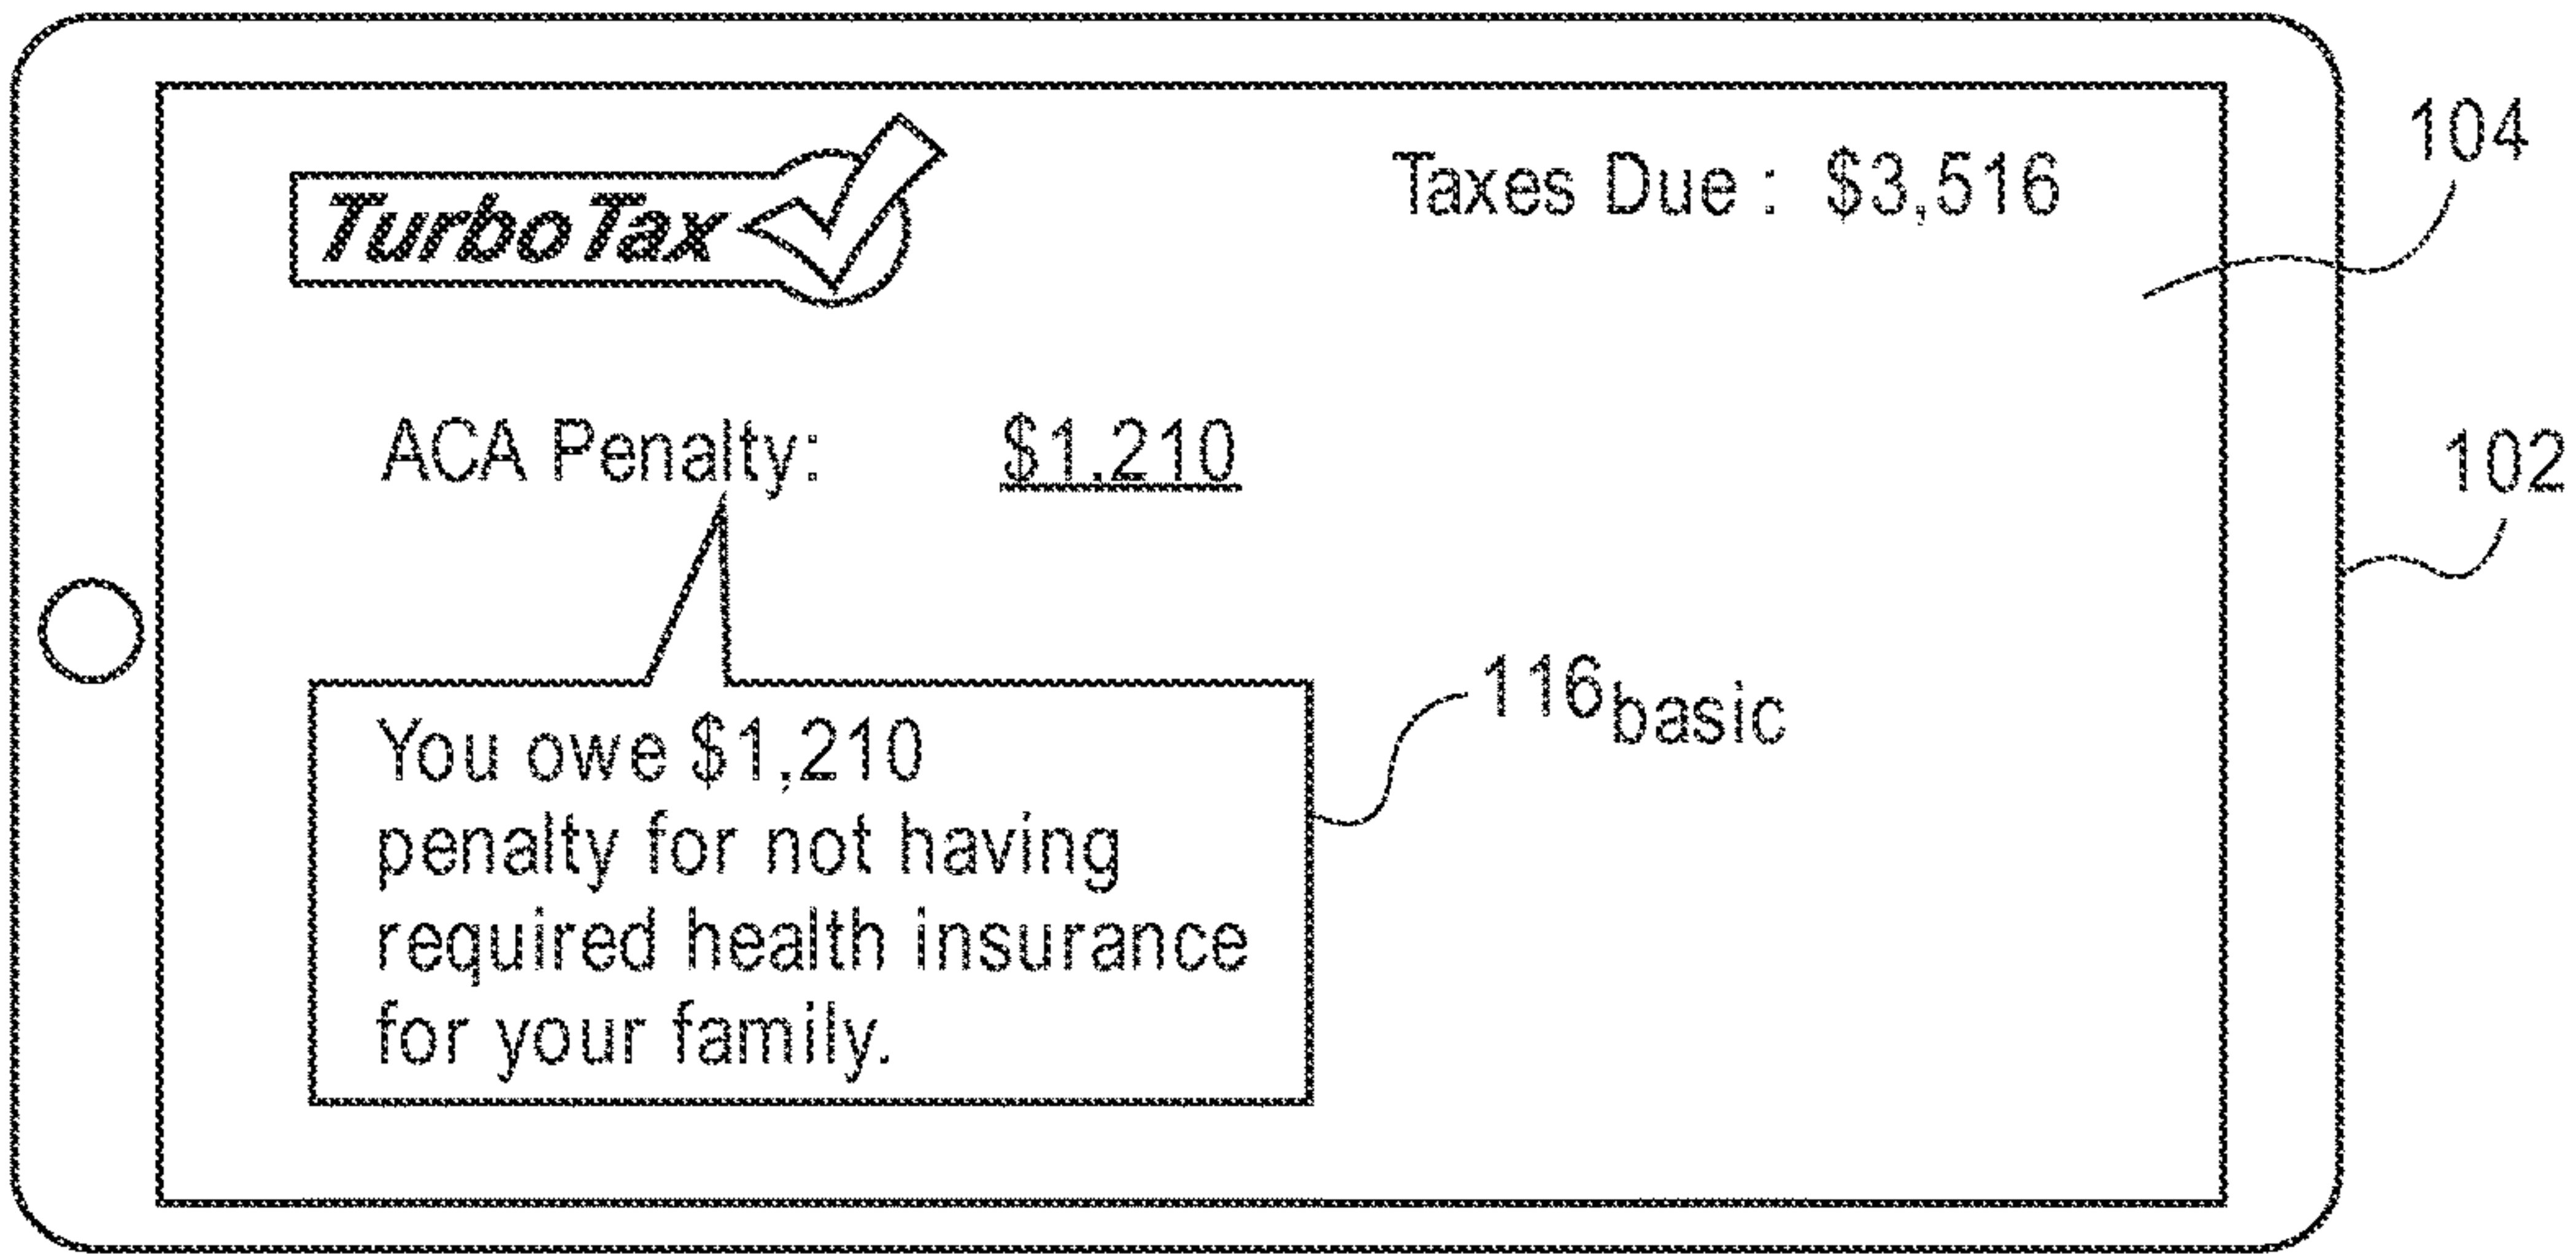 TurboTax
Taxes Due : $3,516
104
ACA Penalty: $1,210
102
116basic
You owe $1,210
penalty for not having
required health insurance
for your family.